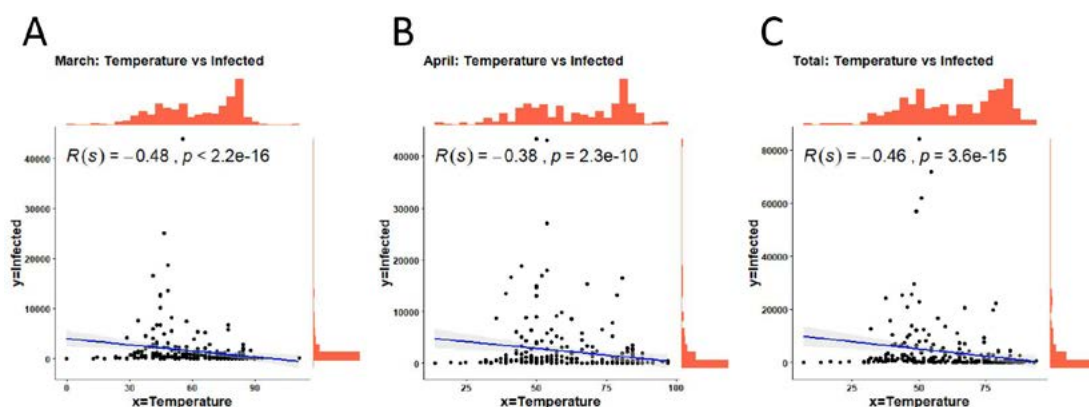 A
March: Temperature vs Infected
R(s) = −0.48 , p < 2.2e-16
40000
30000
20000
10000
0
y=Infected
0
30
60
90
x=Temperature
B
April: Temperature vs Infected
R(s) = −0.38 , p = 2.3e-10
40000
30000
20000
10000
0
y=Infected
25
50
75
100
x=Temperature
C
Total: Temperature vs Infected
R(s) = −0.46 , p = 3.6e-15
80000
60000
40000
20000
0
y=Infected
25
50
75
x=Temperature